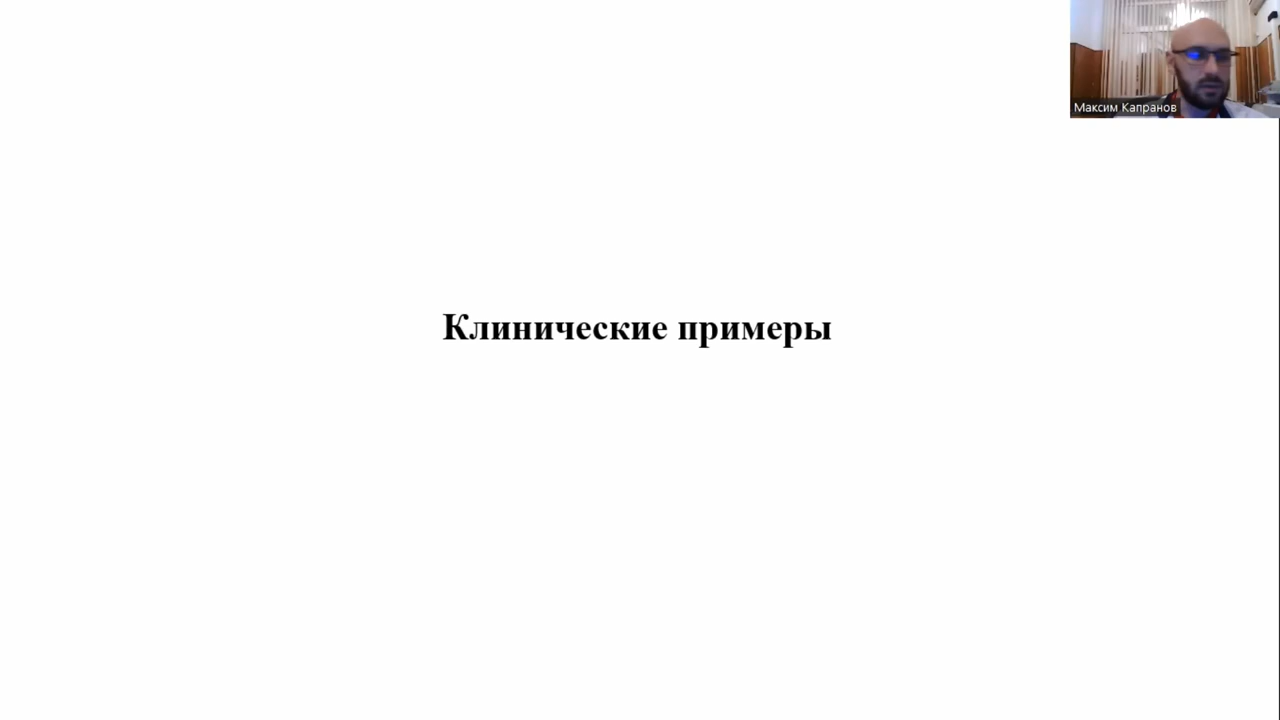 Максим Капранов
Клинические примеры